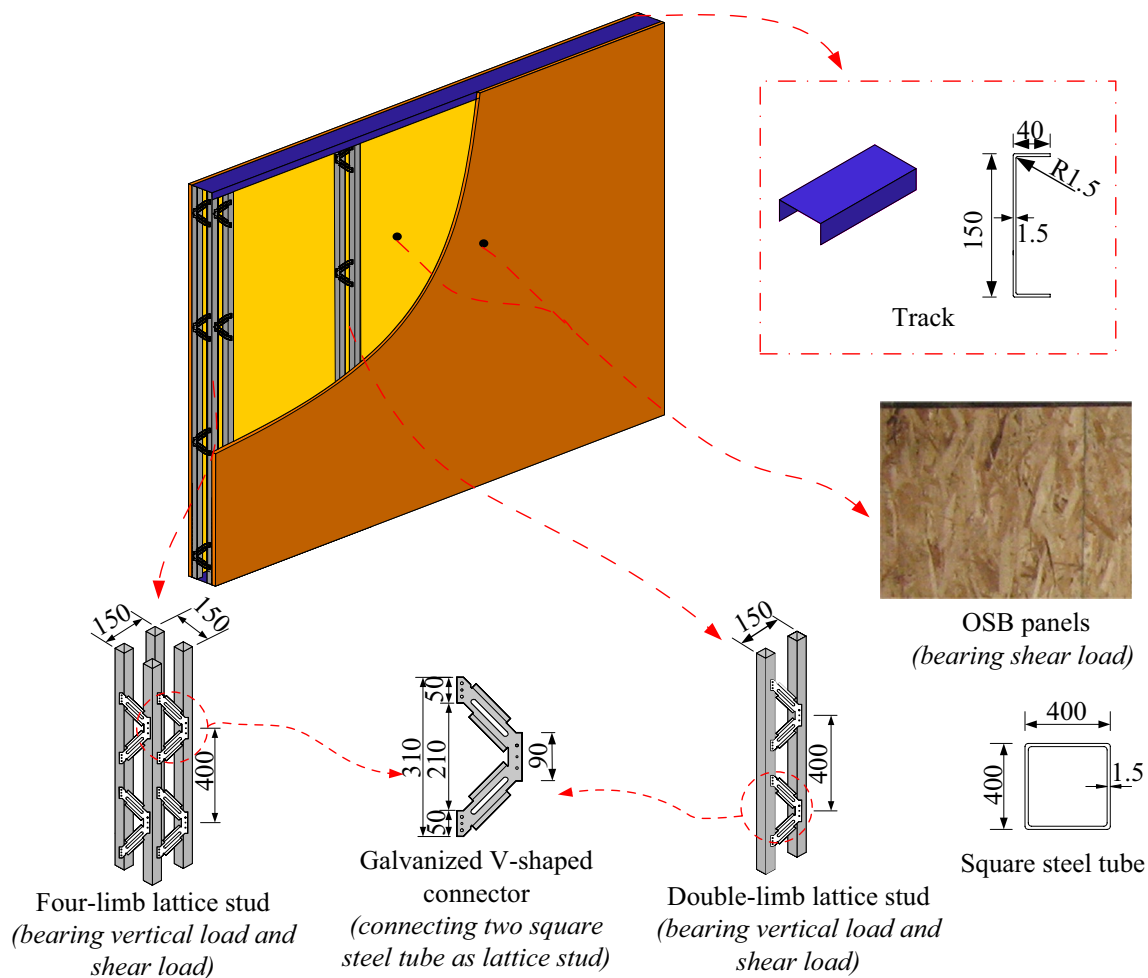 40
R1.5
150
1.5
Track
OSB panels
(bearing shear load)
150
150
400
Four-limb lattice stud
(bearing vertical load and
shear load)
50
310
210
90
50
Galvanized V-shaped
connector
(connecting two square
steel tube as lattice stud)
150
400
Double-limb lattice stud
(bearing vertical load and
shear load)
400
400
1.5
Square steel tube